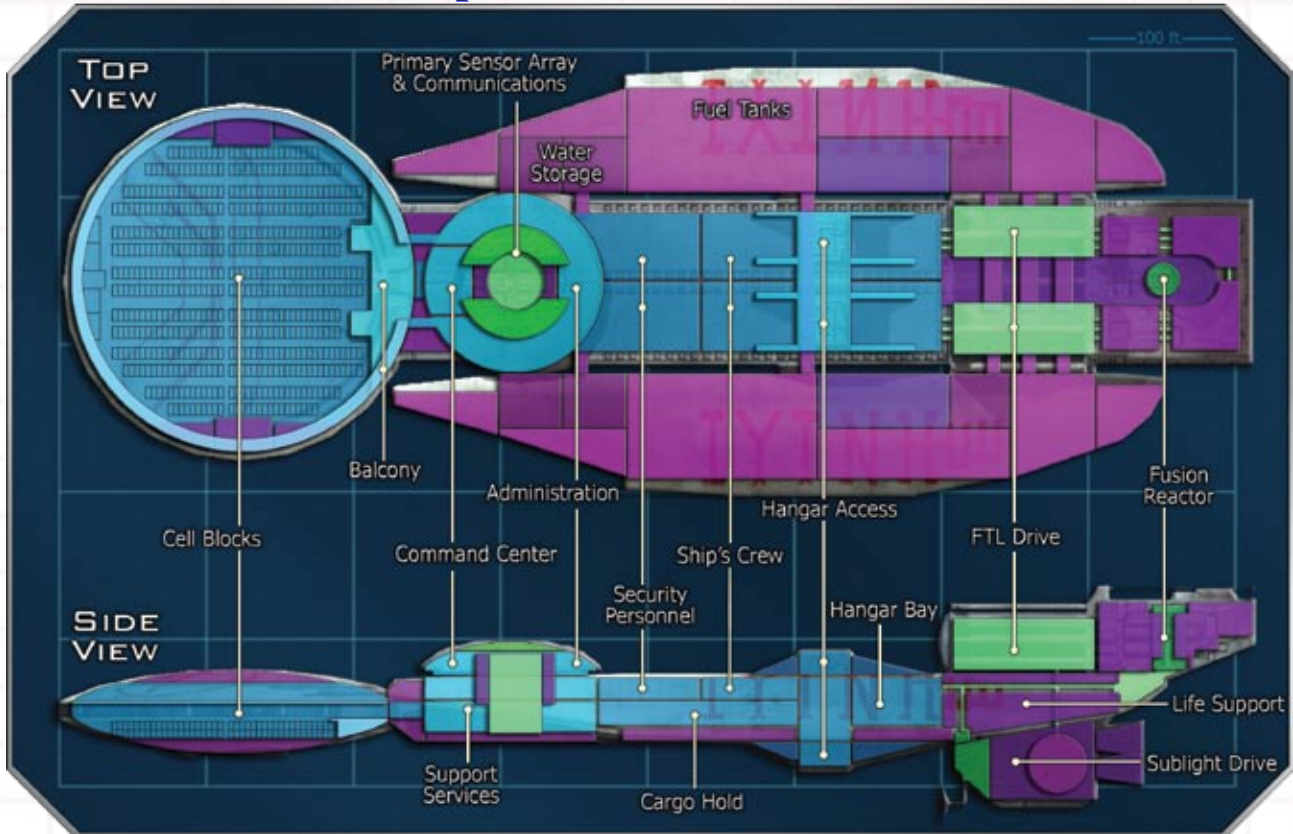 TOP
VIEW
100 ft
Primary Sensor Array
& Communications
Fuel Tanks
Water
Storage
Balcony
Administration
Hangar Access
Fusion
Reactor
Cell Blocks
Command Center
Ship's Crew
FTL Drive
Security
Personnel
Hangar Bay
SIDE
VIEW
Life Support
Support
Services
Cargo Hold
Sublight Drive